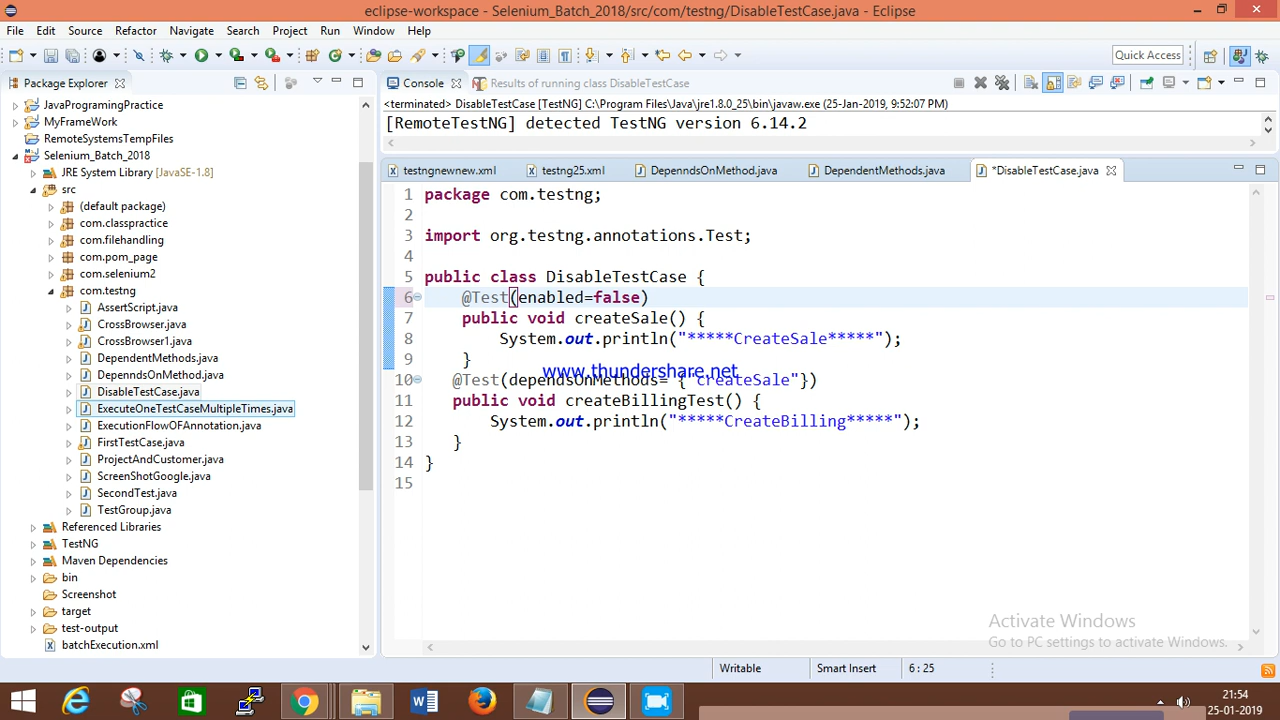 eclipse-workspace - Selenium_Batch_2018/src/com/testng/DisableTestCase.java - Eclipse
File Edit Source Refactor Navigate Search Project Run Window Help
Quick Access
Package Explorer
JavaProgramingPractice
MyFrameWork
RemoteSystemsTempFiles
Selenium_Batch_2018
JRE System Library [JavaSE-1.8]
src
(default package)
com.classpractice
com.filehandling
com.pom_page
com.selenium2
com.testng
AssertScript.java
CrossBrowser.java
CrossBrowser1.java
DependentMethods.java
DepenndsOnMethod.java
DisableTestCase.java
ExecuteOneTestCaseMultipleTimes.java
ExecutionFlowOFAnnotation.java
FirstTestCase.java
ProjectAndCustomer.java
ScreenShotGoogle.java
SecondTest.java
TestGroup.java
Referenced Libraries
TestNG
Maven Dependencies
bin
Screenshot
target
test-output
batchExecution.xml
Console Results of running class DisableTestCase
<terminated> DisableTestCase [TestNG] C:\Program Files\Java\jre1.8.0_25\bin\javaw.exe (25-Jan-2019, 9:52:07 PM)
[RemoteTestNG] detected TestNG version 6.14.2
testngnewnew.xml testng25.xml DepenndsOnMethod.java DependentMethods.java *DisableTestCase.java
1 package com.testng;
2
3 import org.testng.annotations.Test;
4
5 public class DisableTestCase {
6 @Test(enabled=false)
7 public void createSale() {
8 System.out.println("*****CreateSale*****");
9 }
www.thundershare.net
10 @Test(dependsOnMethods= {"createSale"})
11 public void createBillingTest() {
12 System.out.println("*****CreateBilling*****");
13 }
14 }
15
Activate Windows
Go to PC settings to activate Windows.
Writable Smart Insert 6 : 25
21:54
25-01-2019